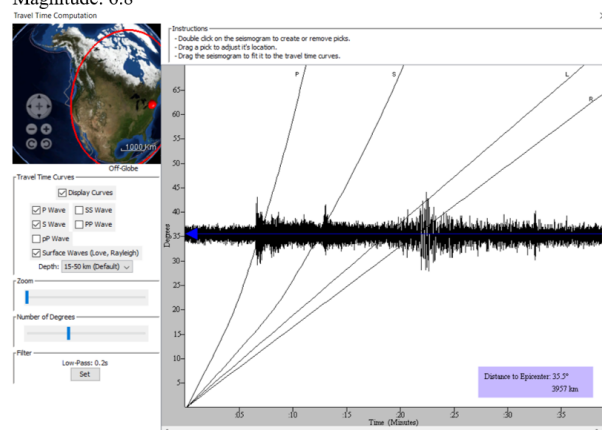 Magnitude: 6.8
Travel Time Computation
Instructions
- Double click on the seismogram to create or remove picks.
- Drag a pick to adjust it's location.
- Drag the seismogram to fit it to the travel time curves.
1000 Km
Off-Globe
Travel Time Curves
Display Curves
P Wave
SS Wave
S Wave
PP Wave
pP Wave
Surface Waves (Love, Rayleigh)
Depth: 15-50 km (Default)
Zoom
Number of Degrees
Filter
Low-Pass: 0.2s
Set
P
S
L
R
65
60
55
50
45
40
35
30
25
20
15
10
5
Degrees
:05
:10
:15
:20
:25
:30
:35
Time (Minutes)
Distance to Epicenter: 35.5°
3957 km